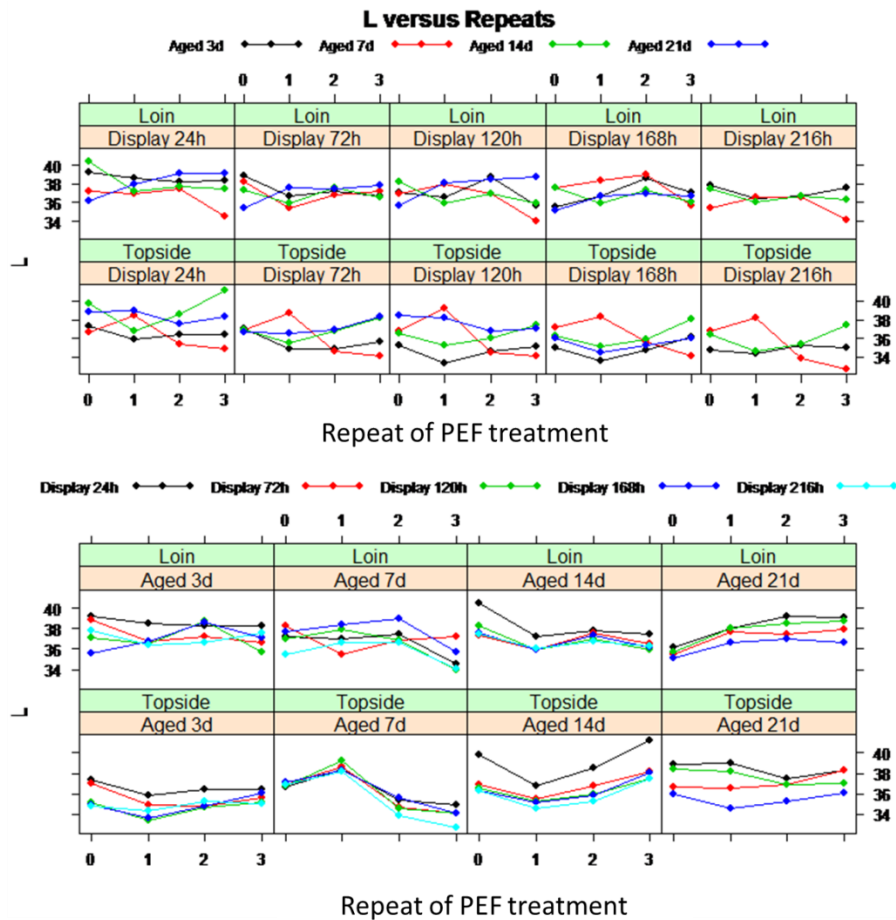 L versus Repeats
Aged 3d Aged 7d Aged 14d Aged 21d
0 1 2 3 0 1 2 3
Loin Loin Loin Loin Loin
Display 24h Display 72h Display 120h Display 168h Display 216h
40
38
36
34
L
Topside Topside Topside Topside Topside
Display 24h Display 72h Display 120h Display 168h Display 216h
40
38
36
34
0 1 2 3 0 1 2 3 0 1 2 3
Repeat of PEF treatment
Display 24h Display 72h Display 120h Display 168h Display 216h
0 1 2 3 0 1 2 3
Loin Loin Loin Loin
Aged 3d Aged 7d Aged 14d Aged 21d
40
38
36
34
L
Topside Topside Topside Topside
Aged 3d Aged 7d Aged 14d Aged 21d
40
38
36
34
0 1 2 3 0 1 2 3
Repeat of PEF treatment